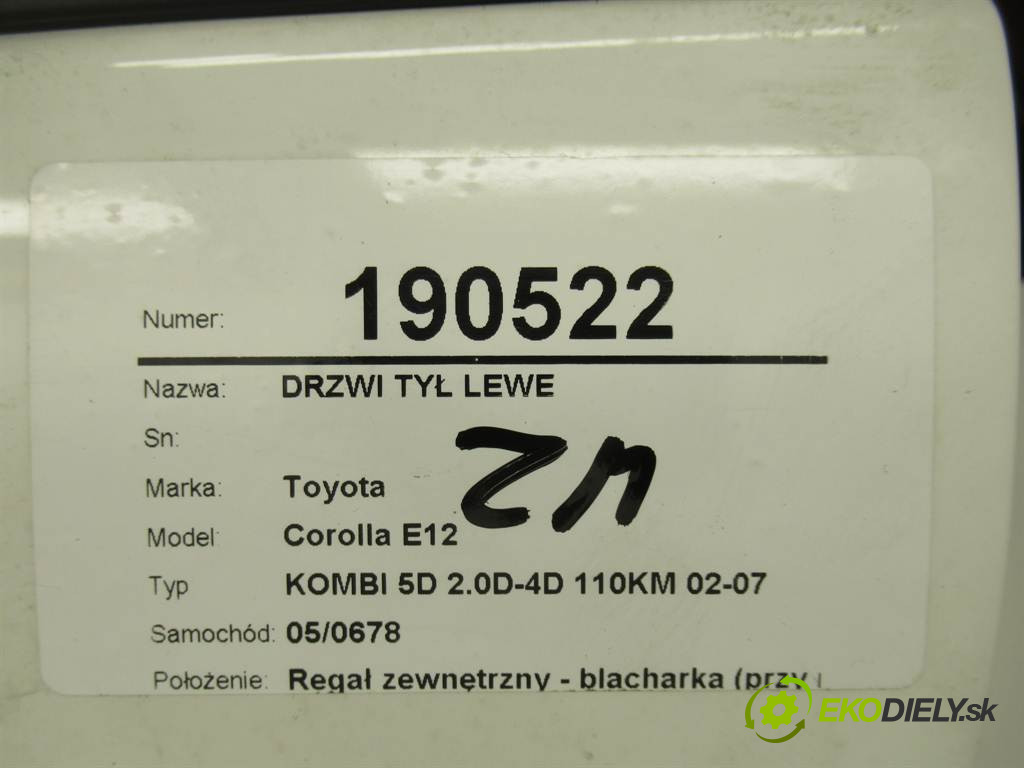 Numer: 190522
Nazwa: DRZWI TYŁ LEWE
Sn:
Marka: Toyota
Model: Corolla E12
Typ KOMBI 5D 2.0D-4D 110KM 02-07
Samochód: 05/0678
Położenie: Regał zewnętrzny - blacharka (przy
EKODIELY.sk